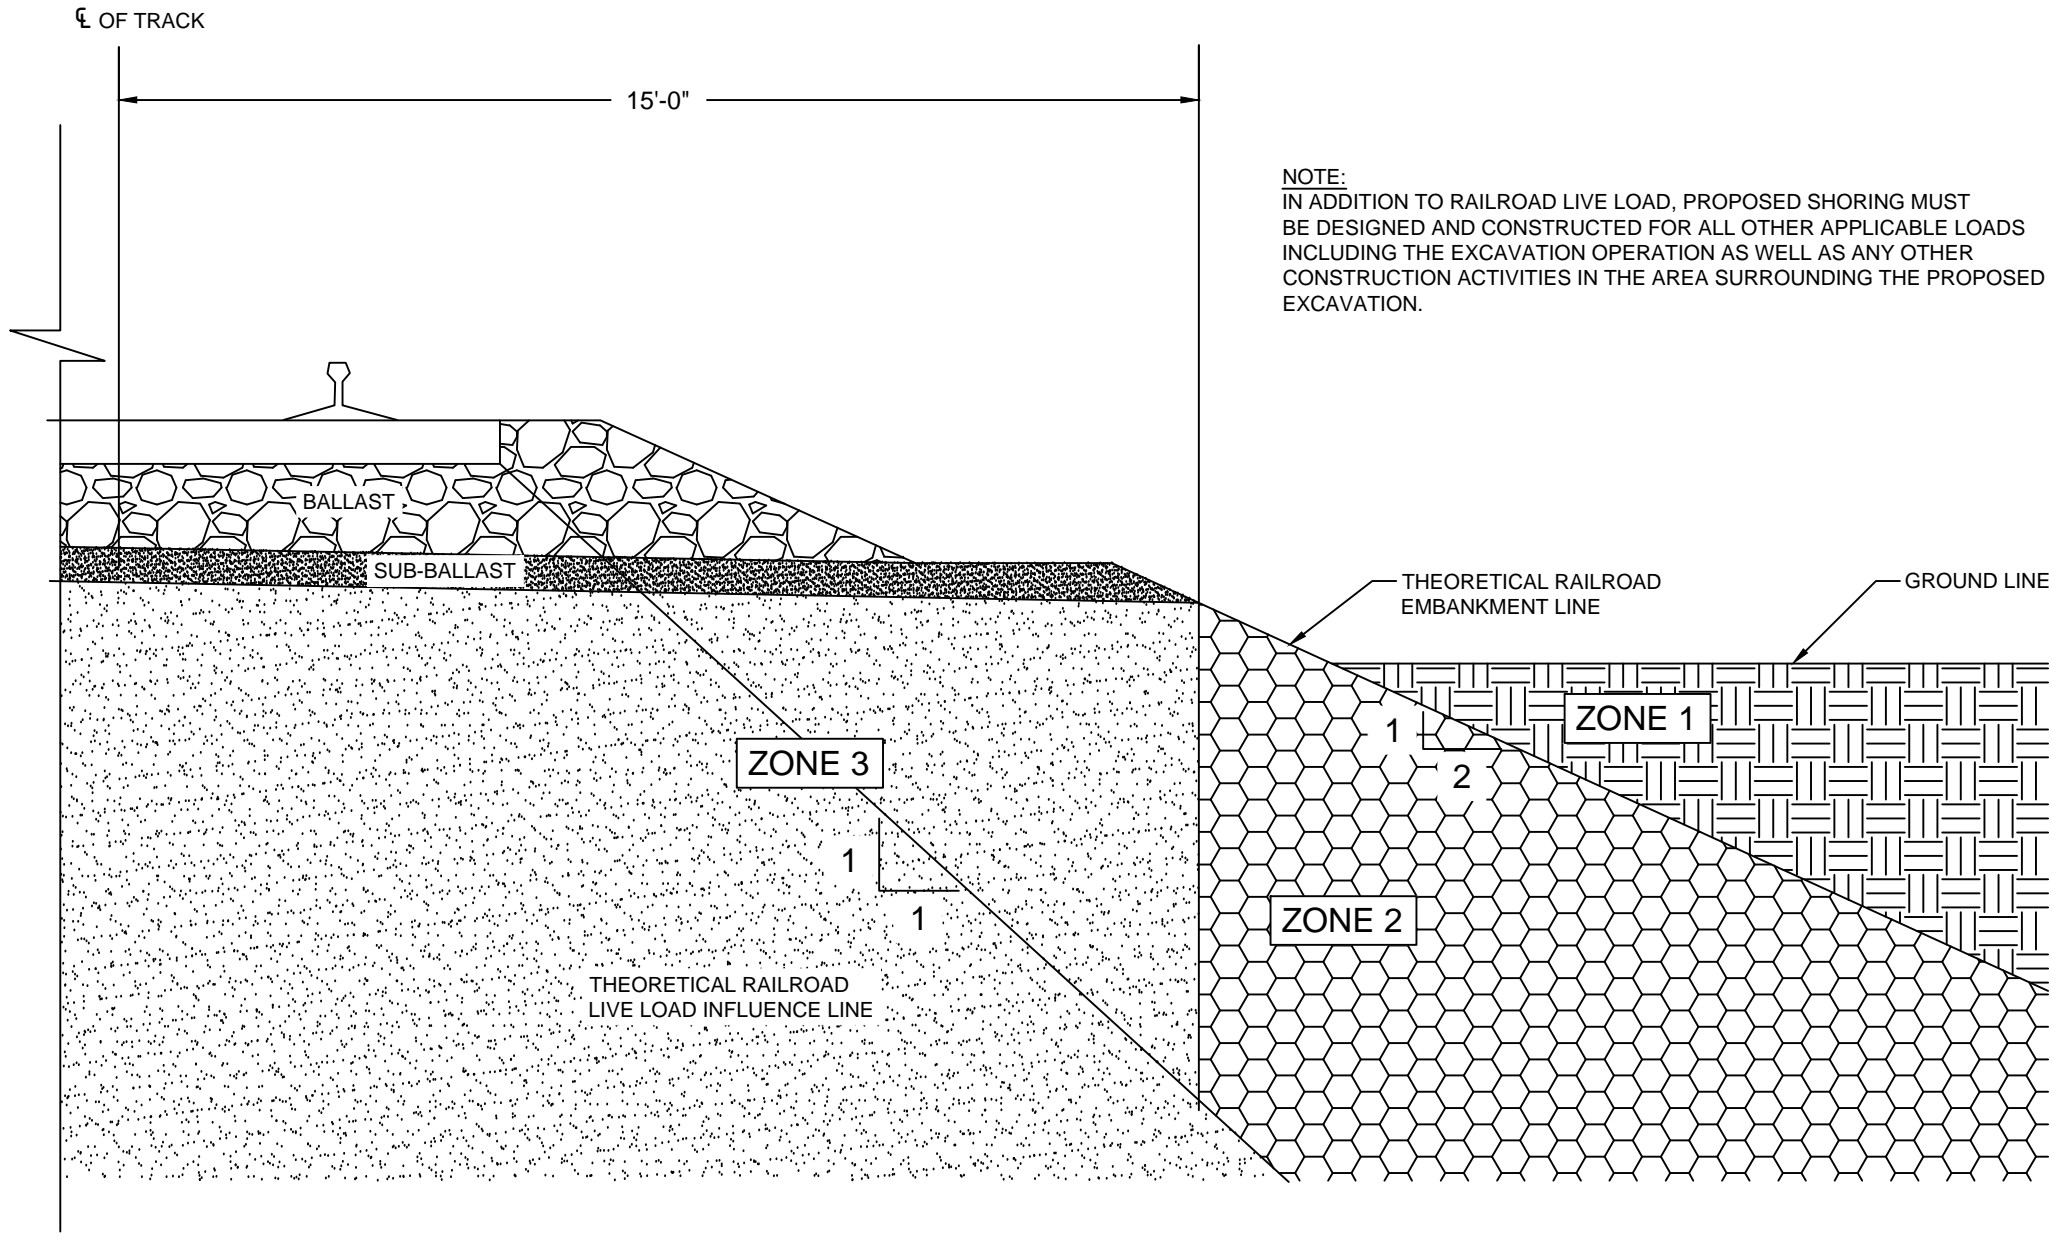 ℄ OF TRACK
15'-0"
NOTE:
IN ADDITION TO RAILROAD LIVE LOAD, PROPOSED SHORING MUST
BE DESIGNED AND CONSTRUCTED FOR ALL OTHER APPLICABLE LOADS
INCLUDING THE EXCAVATION OPERATION AS WELL AS ANY OTHER
CONSTRUCTION ACTIVITIES IN THE AREA SURROUNDING THE PROPOSED
EXCAVATION.
BALLAST
SUB-BALLAST
THEORETICAL RAILROAD
EMBANKMENT LINE
GROUND LINE
ZONE 1
1
2
ZONE 3
1
1
ZONE 2
THEORETICAL RAILROAD
LIVE LOAD INFLUENCE LINE